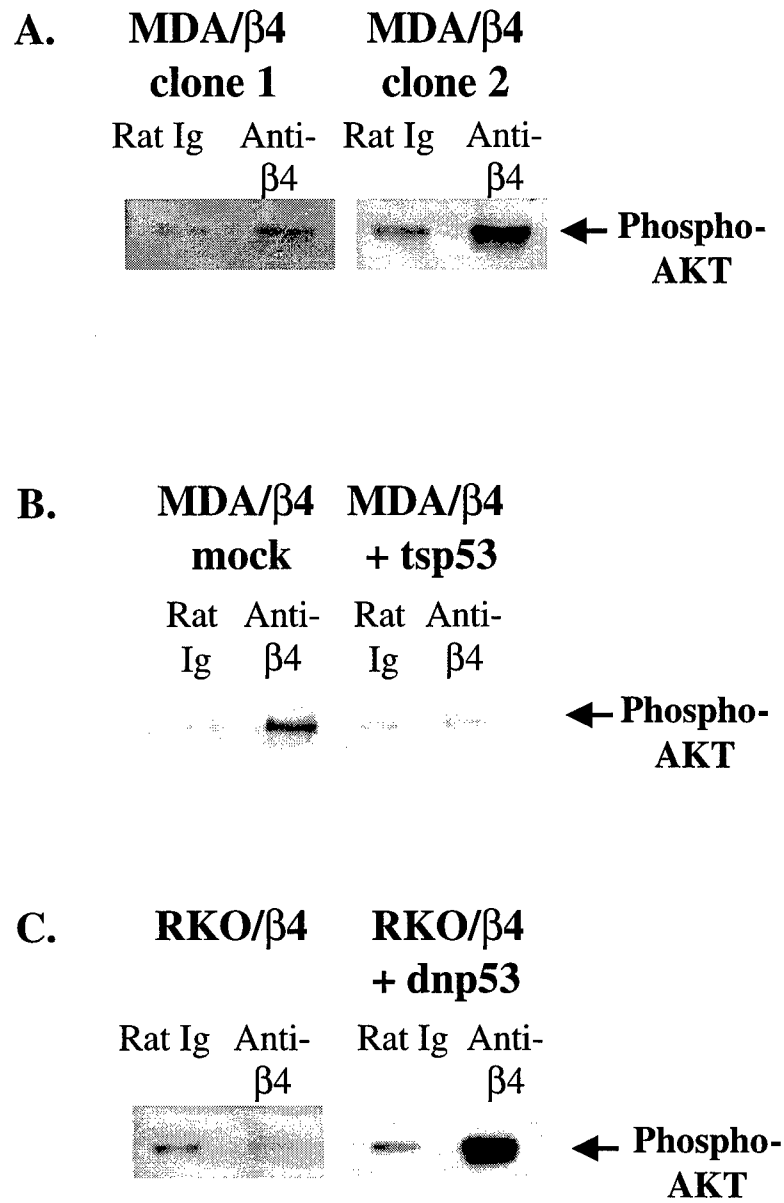 A. MDA/β4 MDA/β4
clone 1 clone 2
Rat Ig Anti- Rat Ig Anti-
β4 β4
Phospho-
AKT
B. MDA/β4 MDA/β4
mock + tsp53
Rat Anti- Rat Anti-
Ig β4 Ig β4
Phospho-
AKT
C. RKO/β4 RKO/β4
+ dnp53
Rat Ig Anti- Rat Ig Anti-
β4 β4
Phospho-
AKT